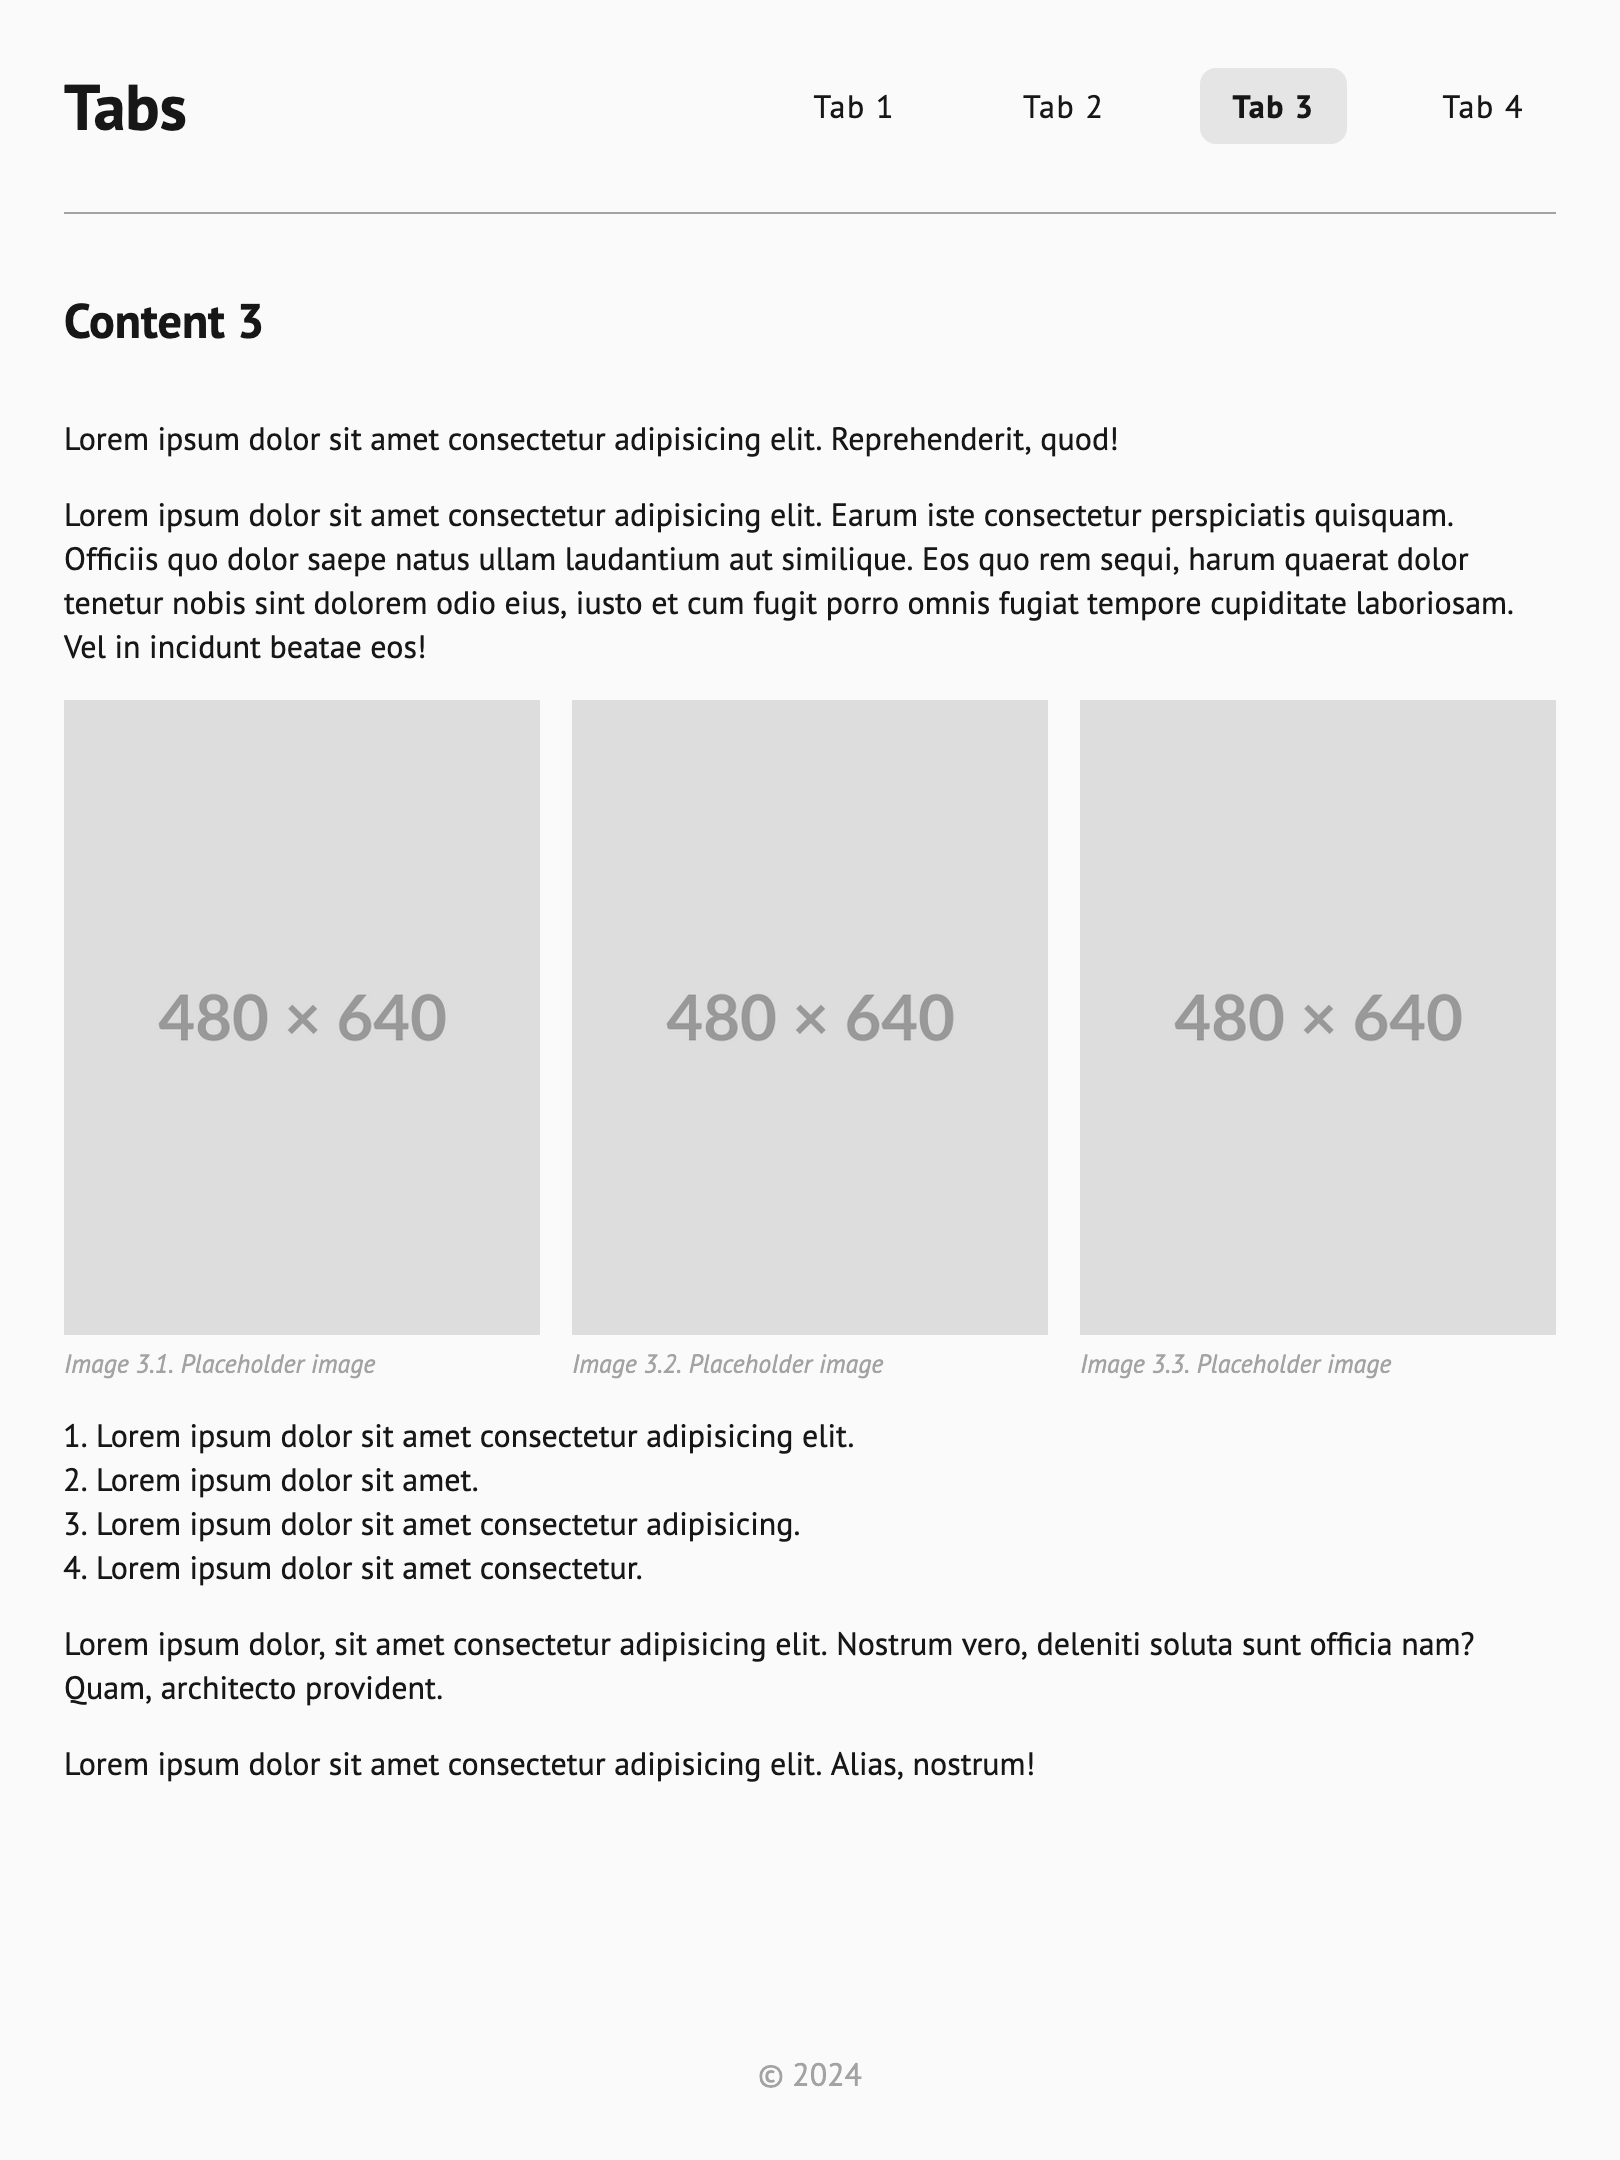 Tabs
Tab 1
Tab 2
Tab 3
Tab 4
Content 3
Lorem ipsum dolor sit amet consectetur adipisicing elit. Reprehenderit, quod!
Lorem ipsum dolor sit amet consectetur adipisicing elit. Earum iste consectetur perspiciatis quisquam.
Officiis quo dolor saepe natus ullam laudantium aut similique. Eos quo rem sequi, harum quaerat dolor
tenetur nobis sint dolorem odio eius, iusto et cum fugit porro omnis fugiat tempore cupiditate laboriosam.
Vel in incidunt beatae eos!
480 × 640
480 × 640
480 × 640
Image 3.1. Placeholder image
Image 3.2. Placeholder image
Image 3.3. Placeholder image
1. Lorem ipsum dolor sit amet consectetur adipisicing elit.
2. Lorem ipsum dolor sit amet.
3. Lorem ipsum dolor sit amet consectetur adipisicing.
4. Lorem ipsum dolor sit amet consectetur.
Lorem ipsum dolor, sit amet consectetur adipisicing elit. Nostrum vero, deleniti soluta sunt officia nam?
Quam, architecto provident.
Lorem ipsum dolor sit amet consectetur adipisicing elit. Alias, nostrum!
© 2024